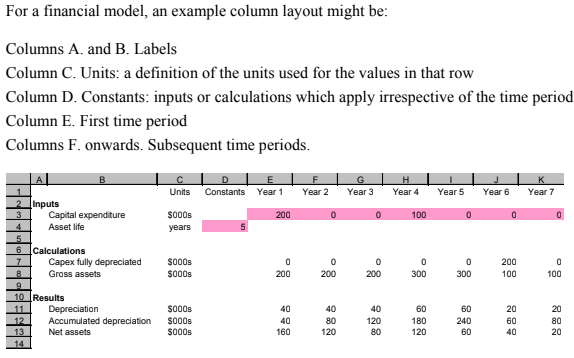 For a financial model, an example column layout might be:
Columns A. and B. Labels
Column C. Units: a definition of the units used for the values in that row
Column D. Constants: inputs or calculations which apply irrespective of the time period
Column E. First time period
Columns F. onwards. Subsequent time periods.
A B C D E F G H I J K
1 Units Constants Year 1 Year 2 Year 3 Year 4 Year 5 Year 6 Year 7
2 Inputs
3 Capital expenditure $000s 200 0 0 100 0 0 0
4 Asset life years 5
5
6 Calculations
7 Capex fully depreciated $000s 0 0 0 0 0 200 0
8 Gross assets $000s 200 200 200 300 300 100 100
9
10 Results
11 Depreciation $000s 40 40 40 60 60 20 20
12 Accumulated depreciation $000s 40 80 120 180 240 60 80
13 Net assets $000s 160 120 80 120 60 40 20
14